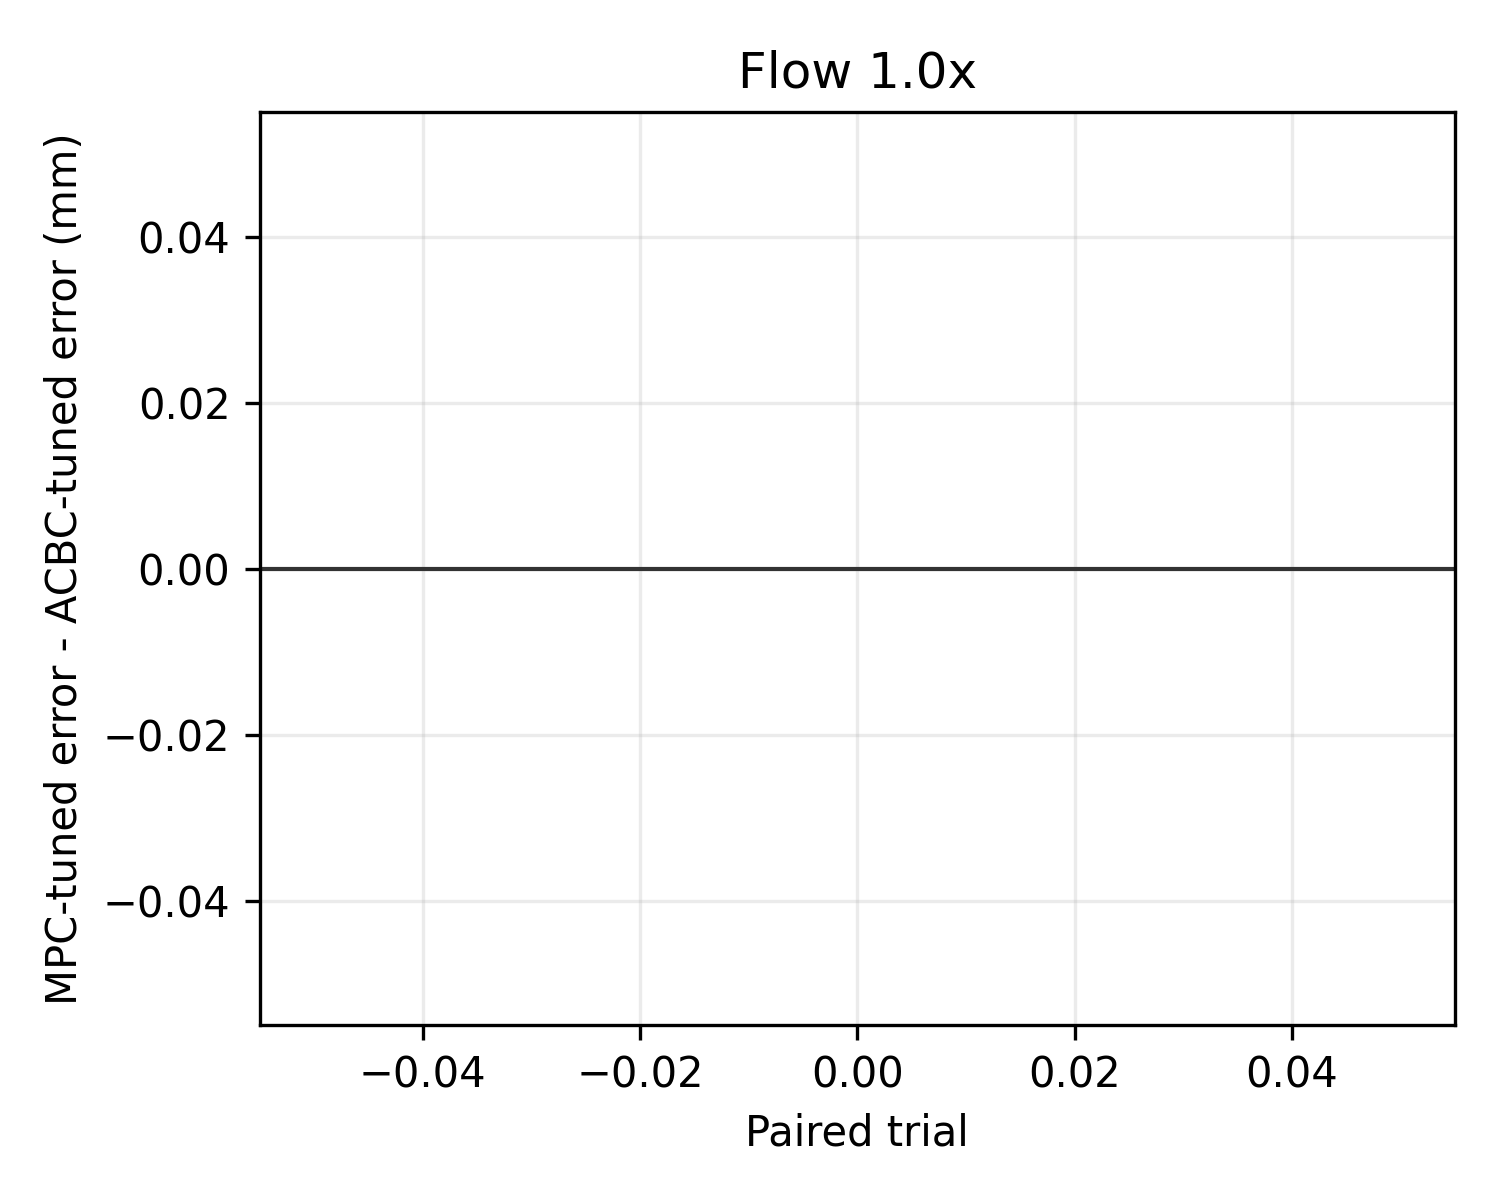 Flow 1.0x
MPC-tuned error - ACBC-tuned error (mm)
0.04
0.02
0.00
−0.02
−0.04
−0.04 −0.02 0.00 0.02 0.04
Paired trial